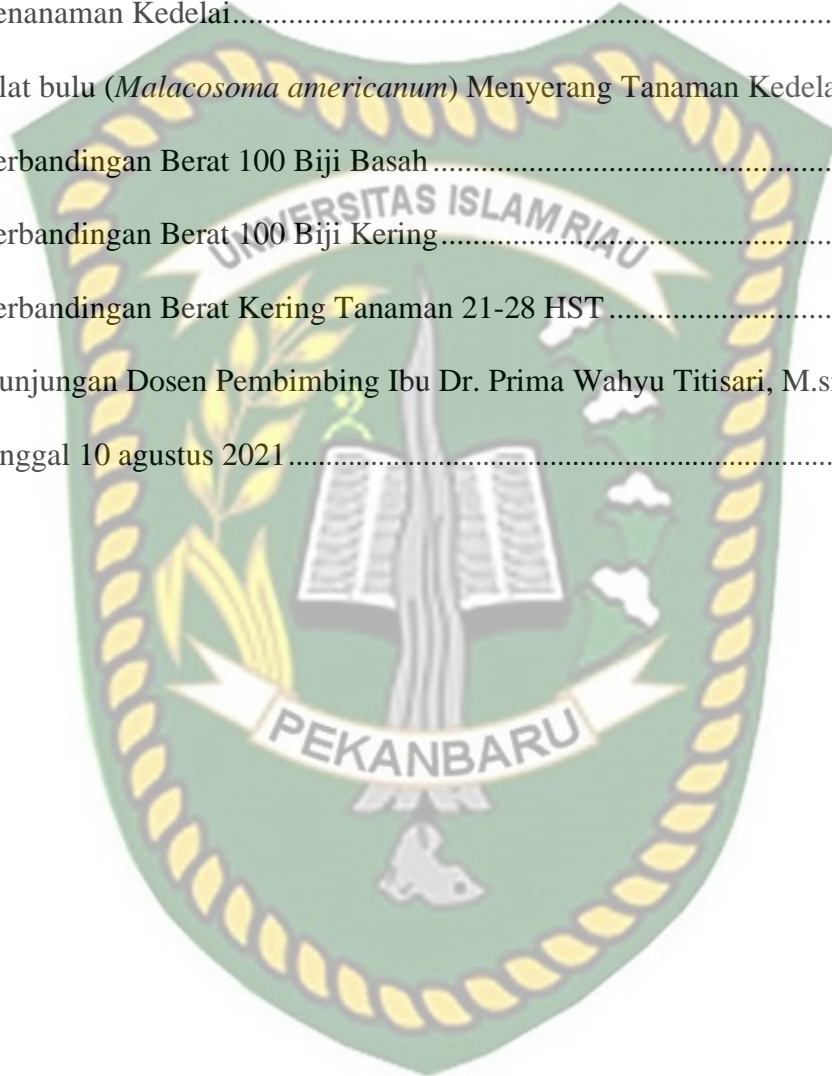 enanaman Kedelai
lat bulu (Malacosoma americanum) Menyerang Tanaman Kedela
erbandingan Berat 100 Biji Basah
UNIVERSITAS ISLAM RIAU
erbandingan Berat 100 Biji Kering
erbandingan Berat Kering Tanaman 21-28 HST
unjungan Dosen Pembimbing Ibu Dr. Prima Wahyu Titisari, M.s
nggal 10 agustus 2021
PEKANBARU